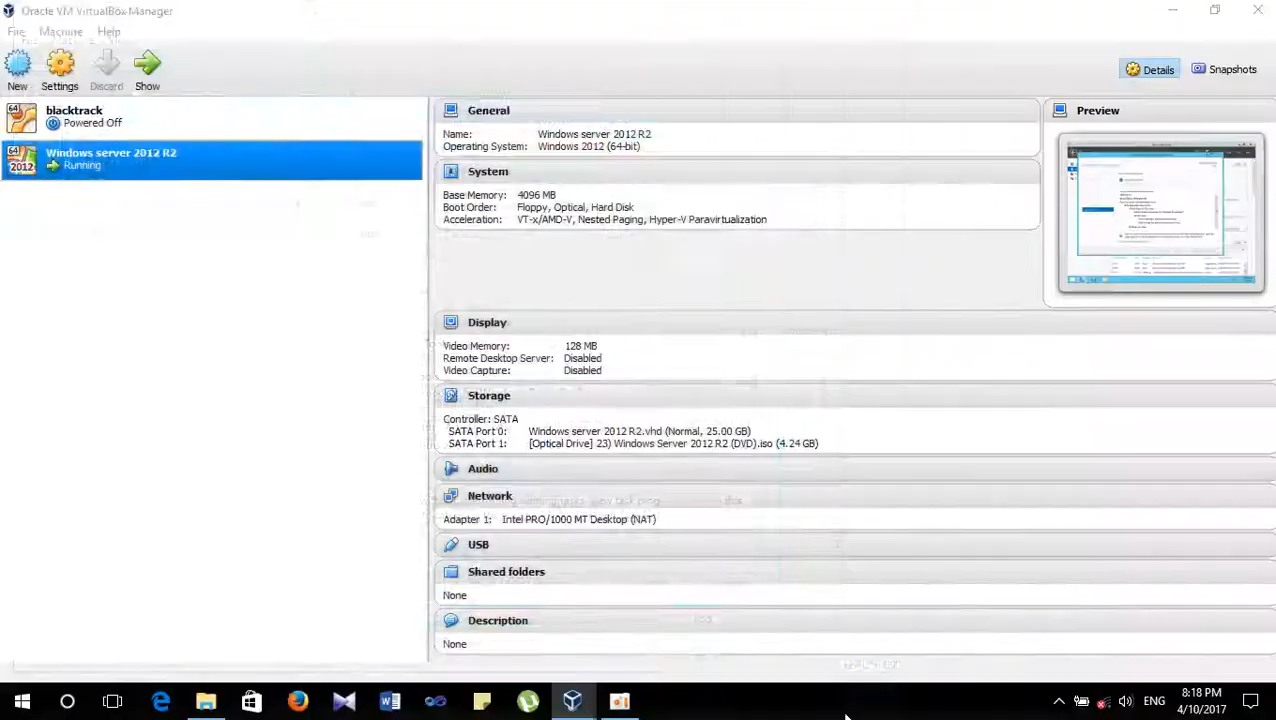 Oracle VM VirtualBox Manager
File Machine Help
New Settings Discard Show
Details Snapshots
blacktrack
Powered Off
Windows server 2012 R2
Running
General
Name: Windows server 2012 R2
Operating System: Windows 2012 (64-bit)
System
Base Memory: 4096 MB
Boot Order: Floppy, Optical, Hard Disk
Acceleration: VT-x/AMD-V, Nested Paging, Hyper-V Paravirtualization
Preview
Display
Video Memory: 128 MB
Remote Desktop Server: Disabled
Video Capture: Disabled
Storage
Controller: SATA
SATA Port 0: Windows server 2012 R2.vhd (Normal, 25.00 GB)
SATA Port 1: [Optical Drive] 23) Windows Server 2012 R2 (DVD).iso (4.24 GB)
Audio
Network
Adapter 1: Intel PRO/1000 MT Desktop (NAT)
USB
Shared folders
None
Description
None
ENG
8:18 PM
4/10/2017